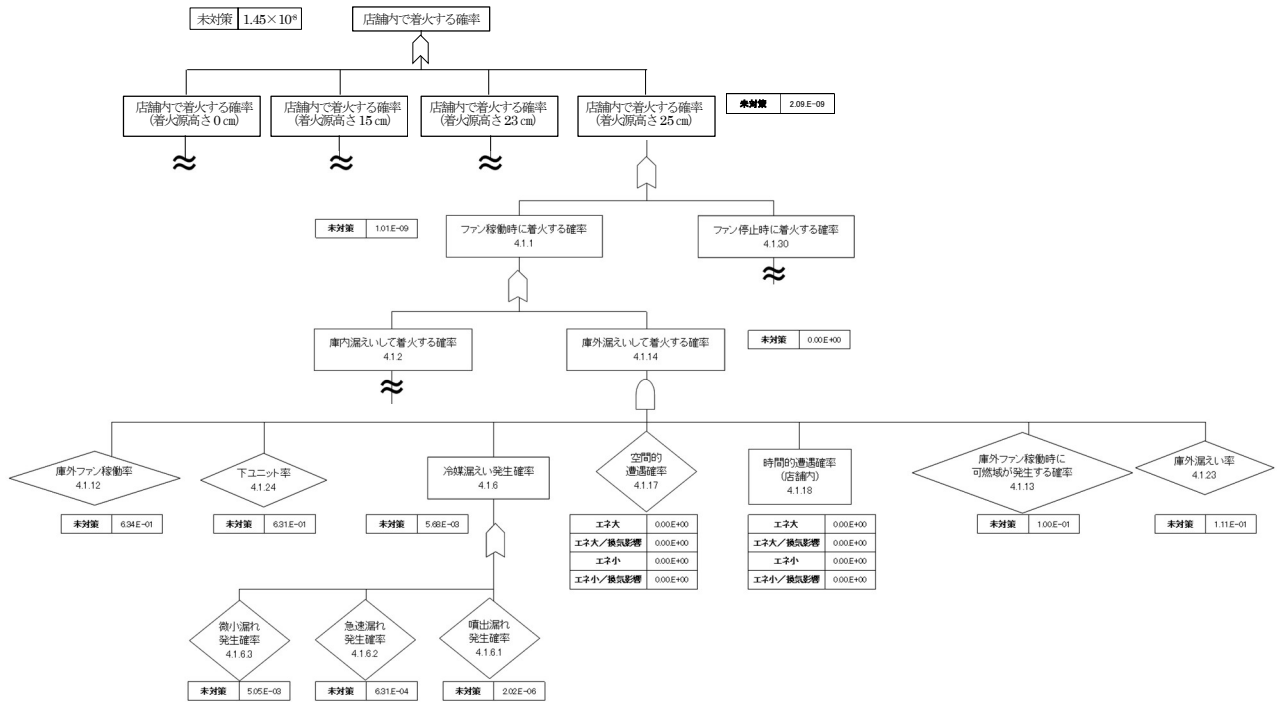 未対策 1.45×10⁸
店舗内で着火する確率
店舗内で着火する確率
(着火源高さ0㎝)
店舗内で着火する確率
(着火源高さ15㎝)
店舗内で着火する確率
(着火源高さ23㎝)
店舗内で着火する確率
(着火源高さ25㎝)
未対策 2.09.E-09
未対策 1.01.E-09
ファン稼働時に着火する確率
4.1.1
ファン停止時に着火する確率
4.1.30
庫内漏えいして着火する確率
4.1.2
庫外漏えいして着火する確率
4.1.14
未対策 0.00.E+00
庫外ファン稼働率
4.1.12
未対策 6.34.E-01
下ユニット率
4.1.24
未対策 6.31.E-01
冷媒漏えい発生確率
4.1.6
未対策 5.68.E-03
空間的
遭遇確率
4.1.17
エネ大 0.00.E+00
エネ大/換気影響 0.00.E+00
エネ小 0.00.E+00
エネ小/換気影響 0.00.E+00
時間的遭遇確率
(店舗内)
4.1.18
エネ大 0.00.E+00
エネ大/換気影響 0.00.E+00
エネ小 0.00.E+00
エネ小/換気影響 0.00.E+00
庫外ファン稼働時に
可燃域が発生する確率
4.1.13
未対策 1.00.E-01
庫外漏えい率
4.1.23
未対策 1.11.E-01
微小漏れ
発生確率
4.1.6.3
未対策 5.05.E-03
急速漏れ
発生確率
4.1.6.2
未対策 6.31.E-04
噴出漏れ
発生確率
4.1.6.1
未対策 2.02.E-06